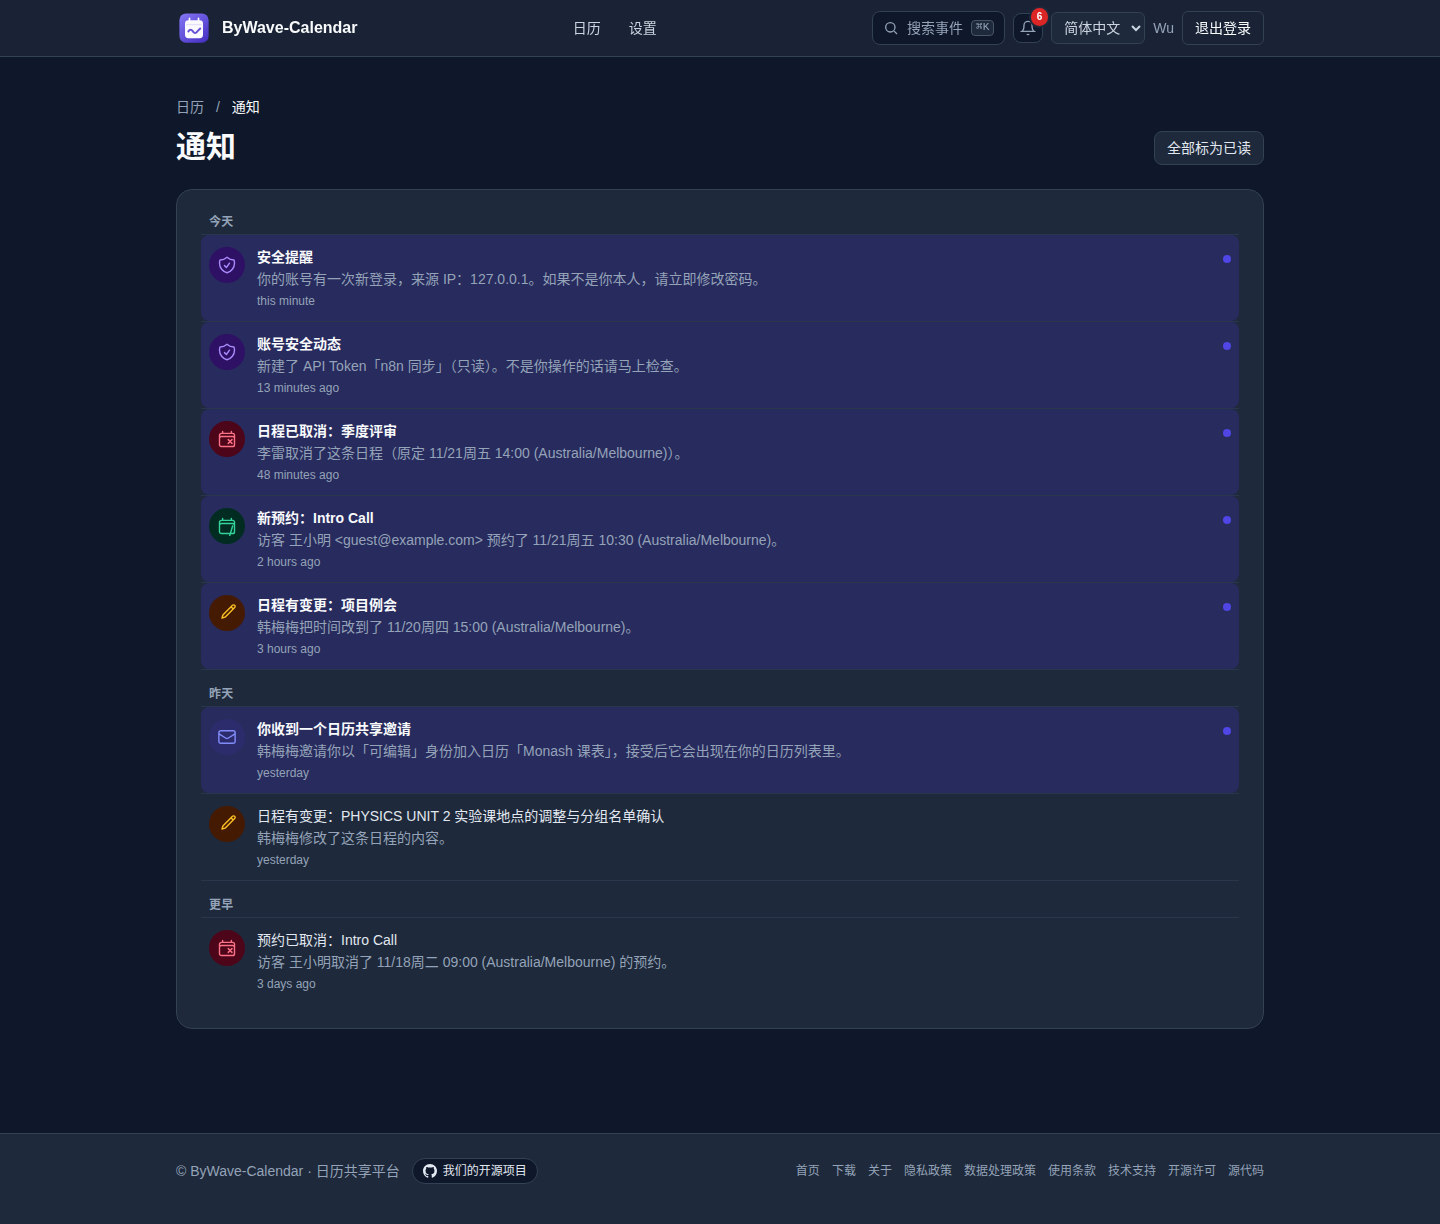 ByWave-Calendar
日历
设置
搜索事件
⌘K
6
简体中文
Wu
退出登录
日历 / 通知
通知
全部标为已读
今天
安全提醒
你的账号有一次新登录，来源 IP：127.0.0.1。如果不是你本人，请立即修改密码。
this minute
账号安全动态
新建了 API Token「n8n 同步」（只读）。不是你操作的话请马上检查。
13 minutes ago
日程已取消：季度评审
李雷取消了这条日程（原定 11/21周五 14:00 (Australia/Melbourne)）。
48 minutes ago
新预约：Intro Call
访客 王小明 <guest@example.com> 预约了 11/21周五 10:30 (Australia/Melbourne)。
2 hours ago
日程有变更：项目例会
韩梅梅把时间改到了 11/20周四 15:00 (Australia/Melbourne)。
3 hours ago
昨天
你收到一个日历共享邀请
韩梅梅邀请你以「可编辑」身份加入日历「Monash 课表」，接受后它会出现在你的日历列表里。
yesterday
日程有变更：PHYSICS UNIT 2 实验课地点的调整与分组名单确认
韩梅梅修改了这条日程的内容。
yesterday
更早
预约已取消：Intro Call
访客 王小明取消了 11/18周二 09:00 (Australia/Melbourne) 的预约。
3 days ago
© ByWave-Calendar · 日历共享平台
我们的开源项目
首页 下载 关于 隐私政策 数据处理政策 使用条款 技术支持 开源许可 源代码